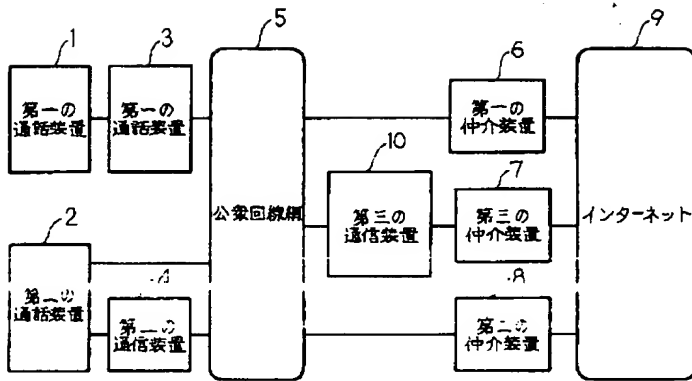 1
3
5
9
第一の
通話装置
第一の
通話装置
6
第一の
仲介装置
10
7
2
公衆回線網
第三の
通信装置
第三の
仲介装置
インターネット
4
8
第二の
通話装置
第二の
通信装置
第二の
仲介装置